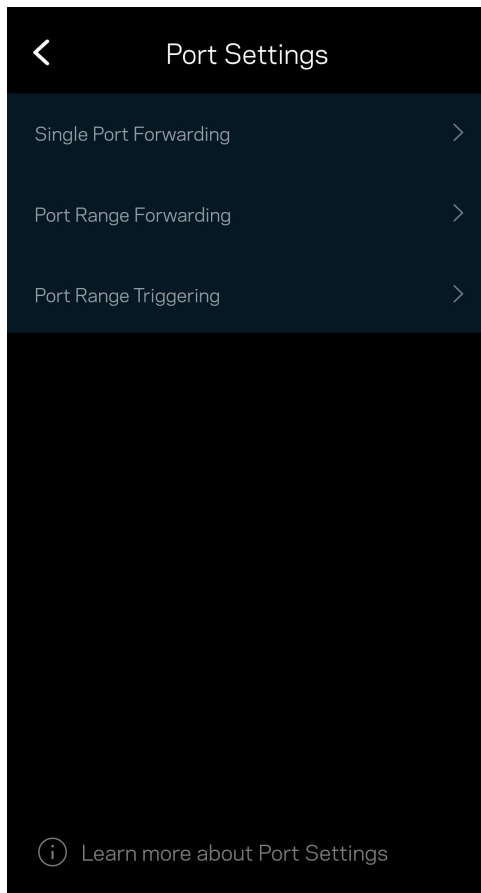 Port Settings
Single Port Forwarding
Port Range Forwarding
Port Range Triggering
Learn more about Port Settings